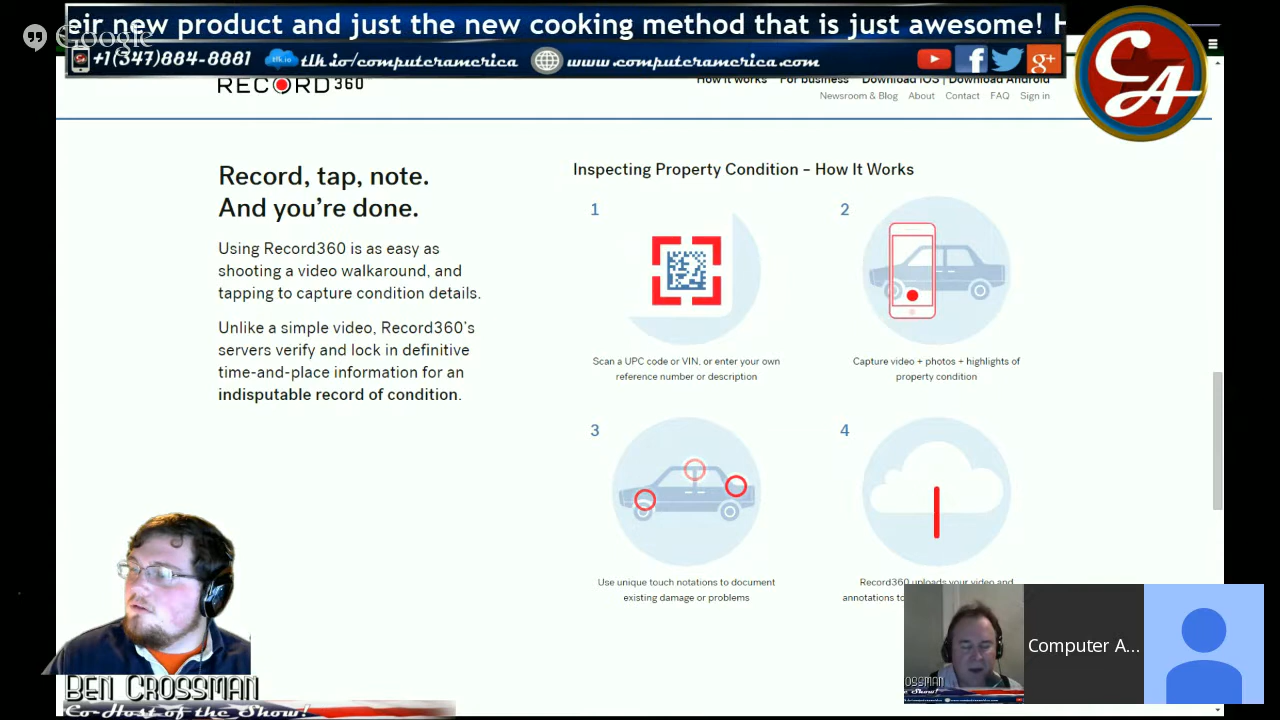 eir new product and just the new cooking method that is just awesome! H
Google
+1(347)884-8881 tlk.io tlk.io/computeramerica www.computeramerica.com
f g+
CA
How it works For business Download iOS | Download Android
RECORD360
Newsroom & Blog About Contact FAQ Sign in
Record, tap, note.
And you're done.
Using Record360 is as easy as
shooting a video walkaround, and
tapping to capture condition details.
Unlike a simple video, Record360's
servers verify and lock in definitive
time-and-place information for an
indisputable record of condition.
Inspecting Property Condition – How It Works
1
Scan a UPC code or VIN, or enter your own
reference number or description
2
Capture video + photos + highlights of
property condition
3
Use unique touch notations to document
existing damage or problems
4
Record360 uploads your video and
annotations to
Ben Crossman
Co-Host of the Show!
Computer A...